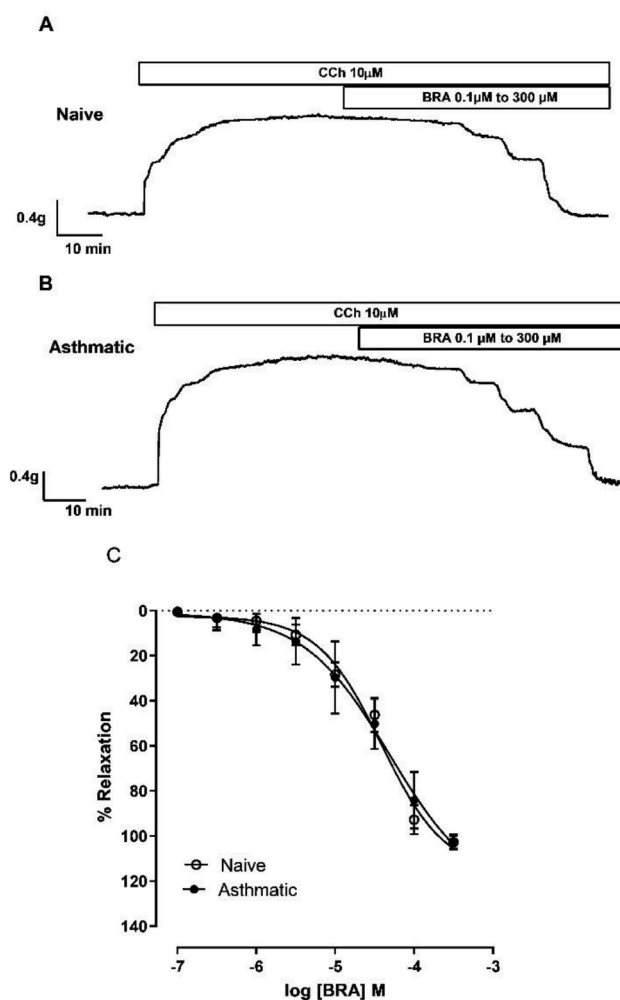 A
CCh 10µM
BRA 0.1µM to 300 µM
Naive
0.4g
10 min
B
CCh 10µM
BRA 0.1 µM to 300 µM
Asthmatic
0.4g
10 min
C
0
20
40
60
80
100
120
140
% Relaxation
Naive
Asthmatic
-7 -6 -5 -4 -3
log [BRA] M